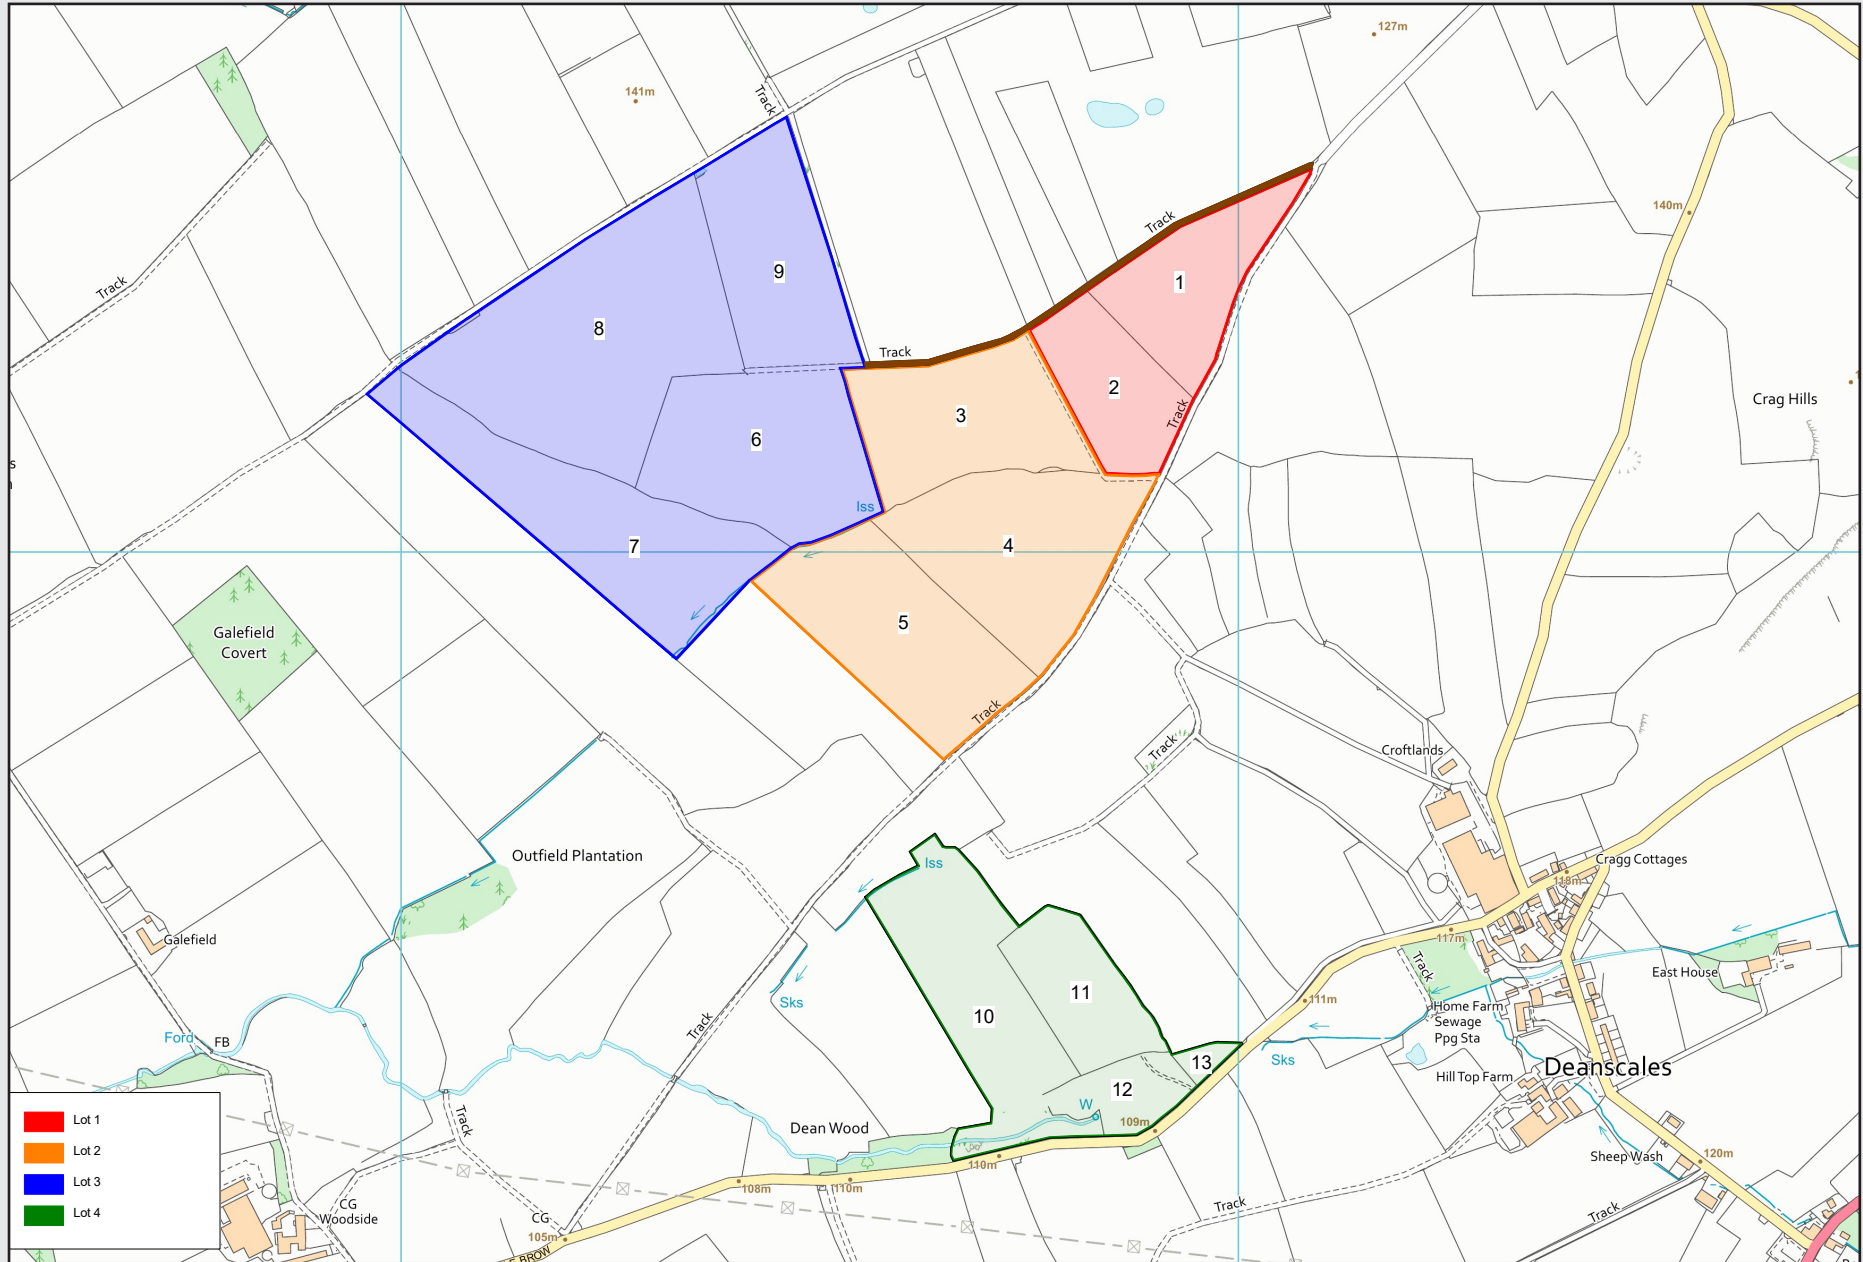 127m
141m
Track
140m
Track
1
Track
9
8
Track
2
3
Track
Crag Hills
6
Iss
7
4
5
Galefield
Covert
Track
Track
Croftlands
Outfield Plantation
Iss
Cragg Cottages
118m
117m
Galefield
Track
East House
Sks
10
11
111m
Home Farm
Sewage
Ppg Sta
Track
Ford
FB
13
Sks
Hill Top Farm
Deanscales
12
W
109m
Track
Dean Wood
110m
Sheep Wash
120m
108m
110m
Track
Track
CG
Woodside
CG
105m
BROW
Lot 1
Lot 2
Lot 3
Lot 4